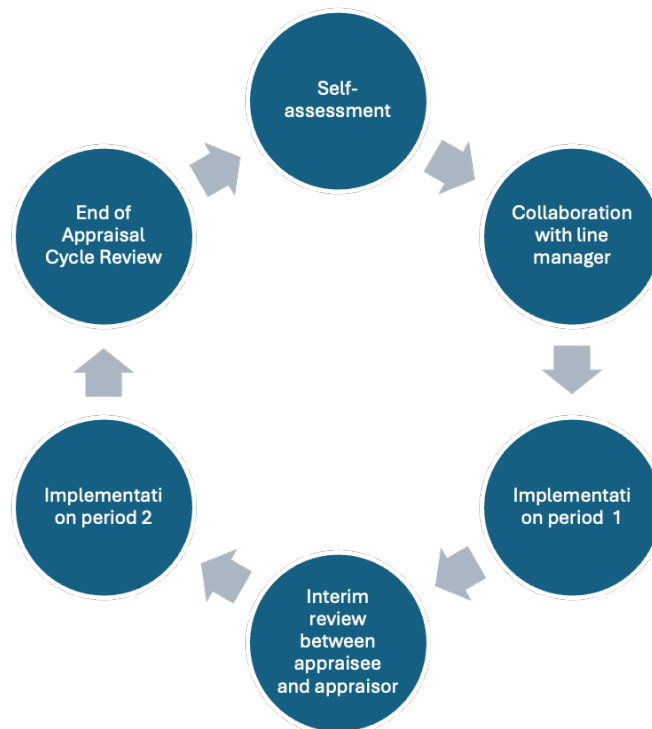 Self-
assessment
Collaboration
with line
manager
Implementati
on period  1
Interim
review
between
appraisee
and appraisor
Implementati
on period 2
End of
Appraisal
Cycle Review